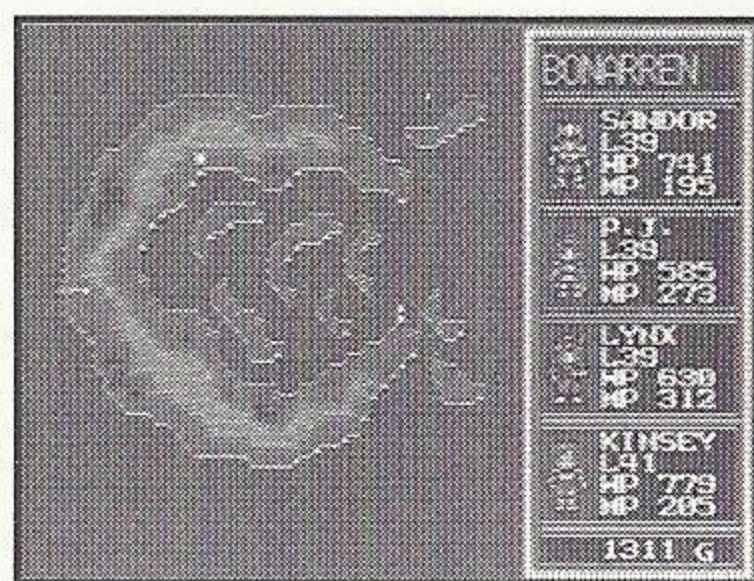 BONARREN
SANDOR
L39
HP 741
MP 195
P.J.
L39
HP 585
MP 273
LYNX
L39
HP 630
MP 312
KINSEY
L41
HP 779
MP 205
1311 G